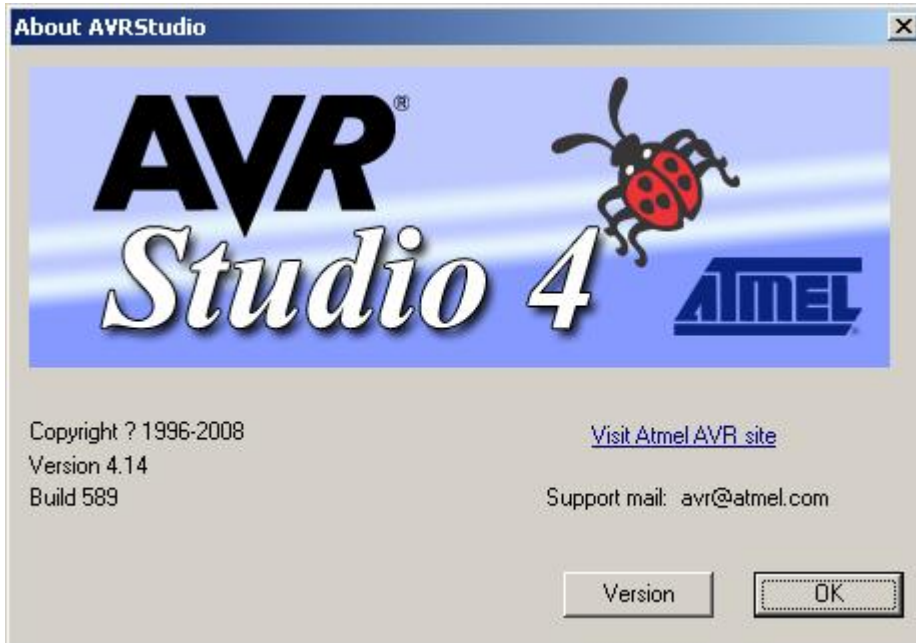 About AVRStudio
AVR®
Studio 4
ATMEL
Copyright ? 1996-2008
Version 4.14
Build 589
Visit Atmel AVR site
Support mail: avr@atmel.com
Version
OK